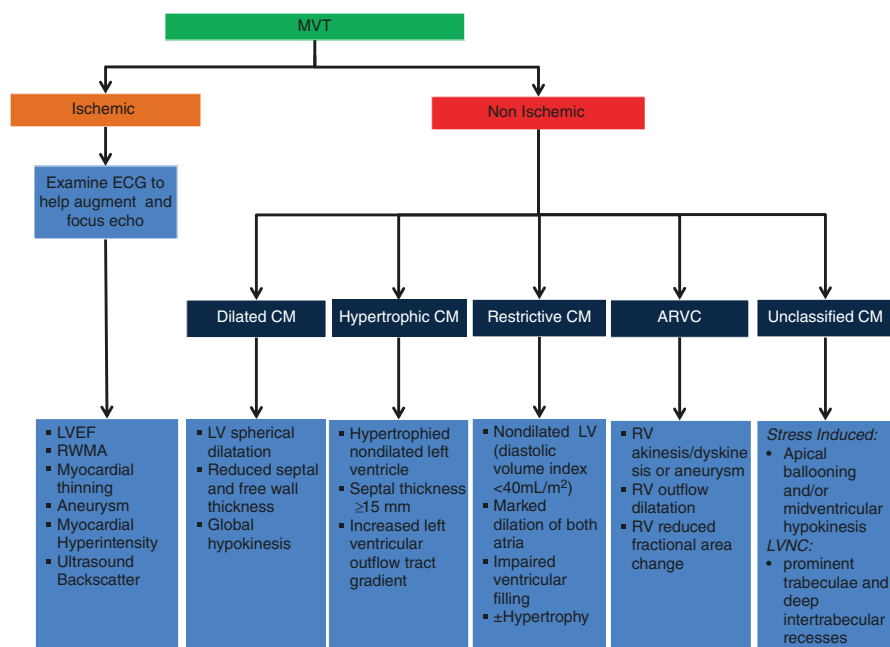 MVT
Ischemic
Non Ischemic
Examine ECG to
help augment and
focus echo
Dilated CM
Hypertrophic CM
Restrictive CM
ARVC
Unclassified CM
▪ LVEF
▪ RWMA
▪ Myocardial
thinning
▪ Aneurysm
▪ Myocardial
Hyperintensity
▪ Ultrasound
Backscatter
▪ LV spherical
dilatation
▪ Reduced septal
and free wall
thickness
▪ Global
hypokinesis
▪ Hypertrophied
nondilated left
ventricle
▪ Septal thickness
≥15 mm
▪ Increased left
ventricular
outflow tract
gradient
▪ Nondilated LV
(diastolic
volume index
<40mL/m²)
▪ Marked
dilation of both
atria
▪ Impaired
ventricular
filling
▪ ±Hypertrophy
▪ RV
akinesis/dyskine
sis or aneurysm
▪ RV outflow
dilatation
▪ RV reduced
fractional area
change
Stress Induced:
• Apical
ballooning
and/or
midventricular
hypokinesis
LVNC:
• prominent
trabeculae and
deep
intertrabecular
recesses